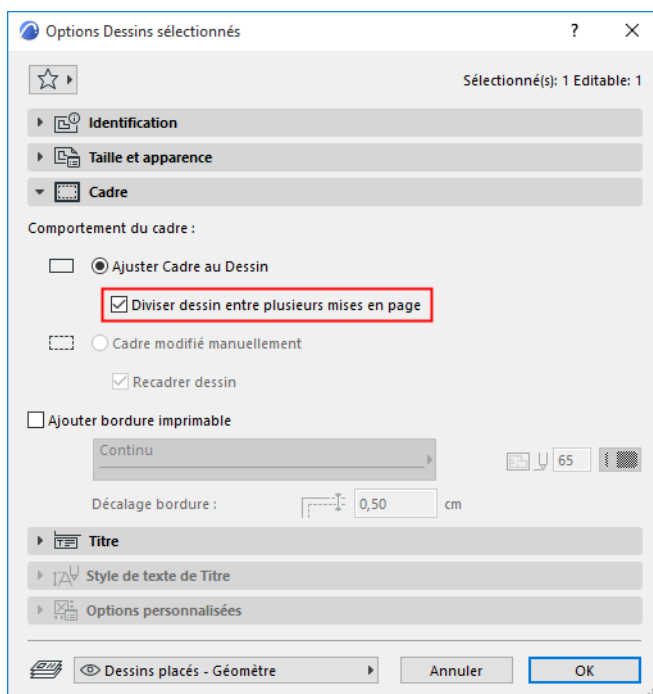 Options Dessins sélectionnés
?
Sélectionné(s): 1 Editable: 1
Identification
Taille et apparence
Cadre
Comportement du cadre :
Ajuster Cadre au Dessin
Diviser dessin entre plusieurs mises en page
Cadre modifié manuellement
Recadrer dessin
Ajouter bordure imprimable
Continu
65
Décalage bordure :
0,50 cm
Titre
Style de texte de Titre
Options personnalisées
Dessins placés - Géomètre
Annuler
OK